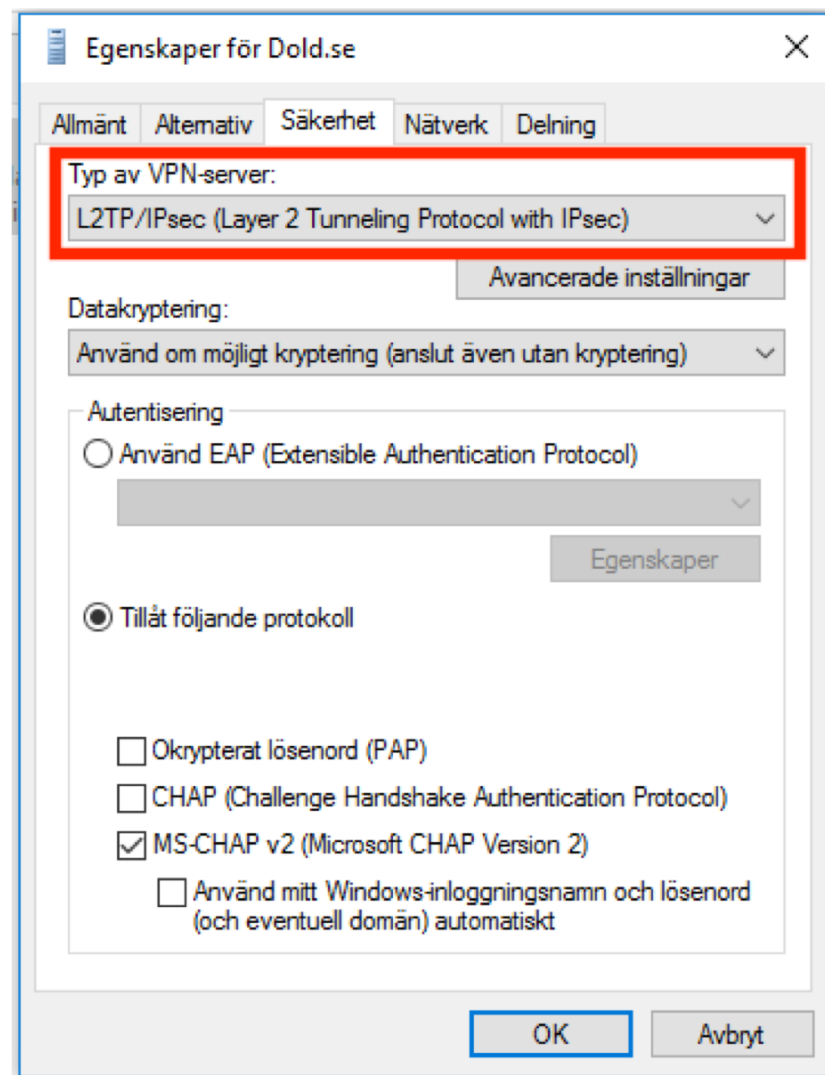 Egenskaper för Dold.se
Allmänt Alternativ Säkerhet Nätverk Delning
Typ av VPN-server:
L2TP/IPsec (Layer 2 Tunneling Protocol with IPsec)
Avancerade inställningar
Datakryptering:
Använd om möjligt kryptering (anslut även utan kryptering)
Autentisering
Använd EAP (Extensible Authentication Protocol)
Egenskaper
Tillåt följande protokoll
Okrypterat lösenord (PAP)
CHAP (Challenge Handshake Authentication Protocol)
MS-CHAP v2 (Microsoft CHAP Version 2)
Använd mitt Windows-inloggningsnamn och lösenord
(och eventuell domän) automatiskt
OK Avbryt